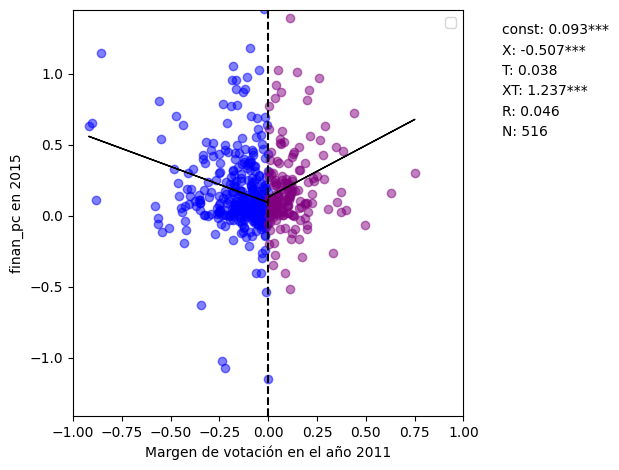 const: 0.093***
X: -0.507***
T: 0.038
XT: 1.237***
R: 0.046
N: 516
1.0
0.5
0.0
−0.5
−1.0
finan_pc en 2015
−1.00 −0.75 −0.50 −0.25 0.00 0.25 0.50 0.75 1.00
Margen de votación en el año 2011